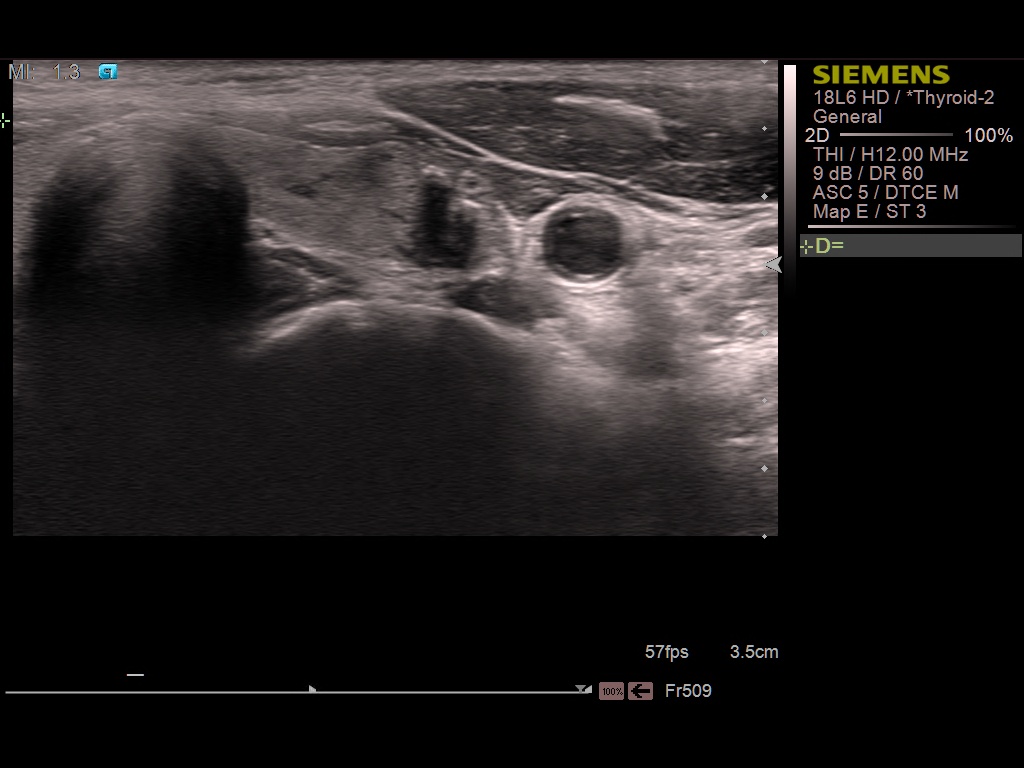 MI: 1.3
SIEMENS
18L6 HD / *Thyroid-2
General
2D 100%
THI / H12.00 MHz
9 dB / DR 60
ASC 5 / DTCE M
Map E / ST 3
D=
57fps 3.5cm
100% Fr509